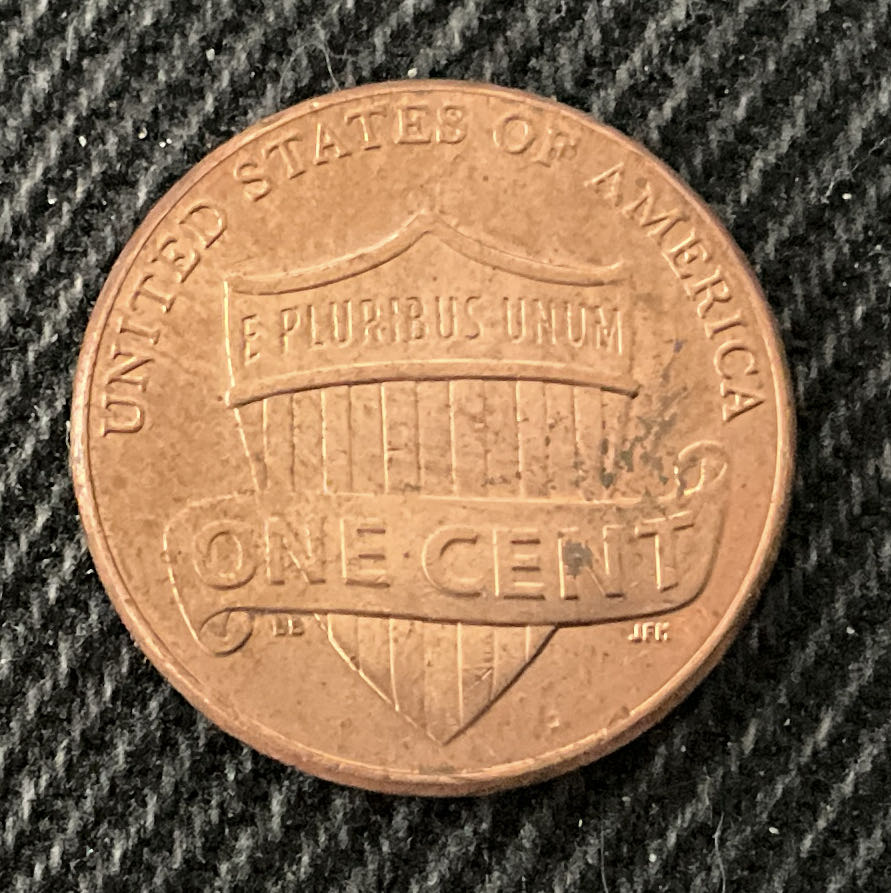 UNITED STATES OF AMERICA
E PLURIBUS UNUM
ONE CENT
LB JFM